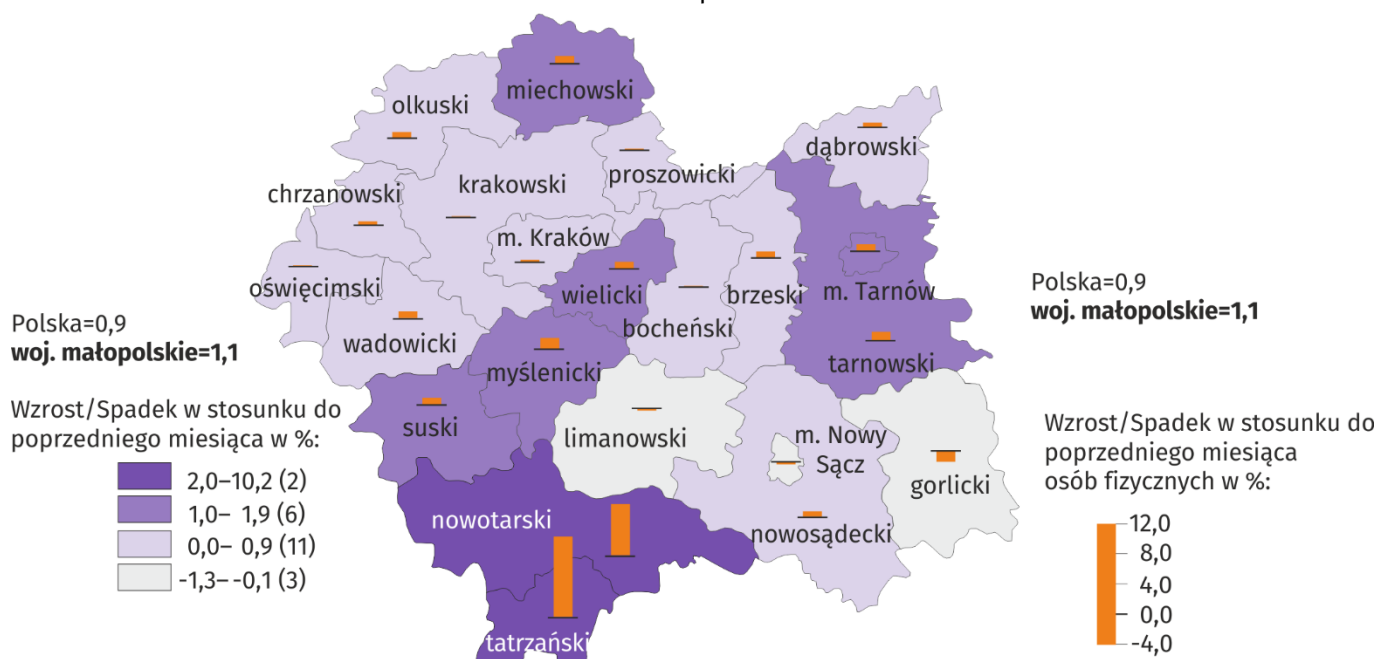 miechowski
olkuski
dąbrowski
proszowicki
krakowski
chrzanowski
m. Kraków
oświęcimski
wielicki
brzeski
m. Tarnów
bocheński
wadowicki
tarnowski
myślenicki
suski
limanowski
m. Nowy
Sącz
gorlicki
nowotarski
nowosądecki
tatrzański
Polska=0,9
woj. małopolskie=1,1
Wzrost/Spadek w stosunku do
poprzedniego miesiąca w %:
2,0–10,2 (2)
1,0– 1,9 (6)
0,0– 0,9 (11)
-1,3– -0,1 (3)
Polska=0,9
woj. małopolskie=1,1
Wzrost/Spadek w stosunku do
poprzedniego miesiąca
osób fizycznych w %:
12,0
8,0
4,0
0,0
-4,0